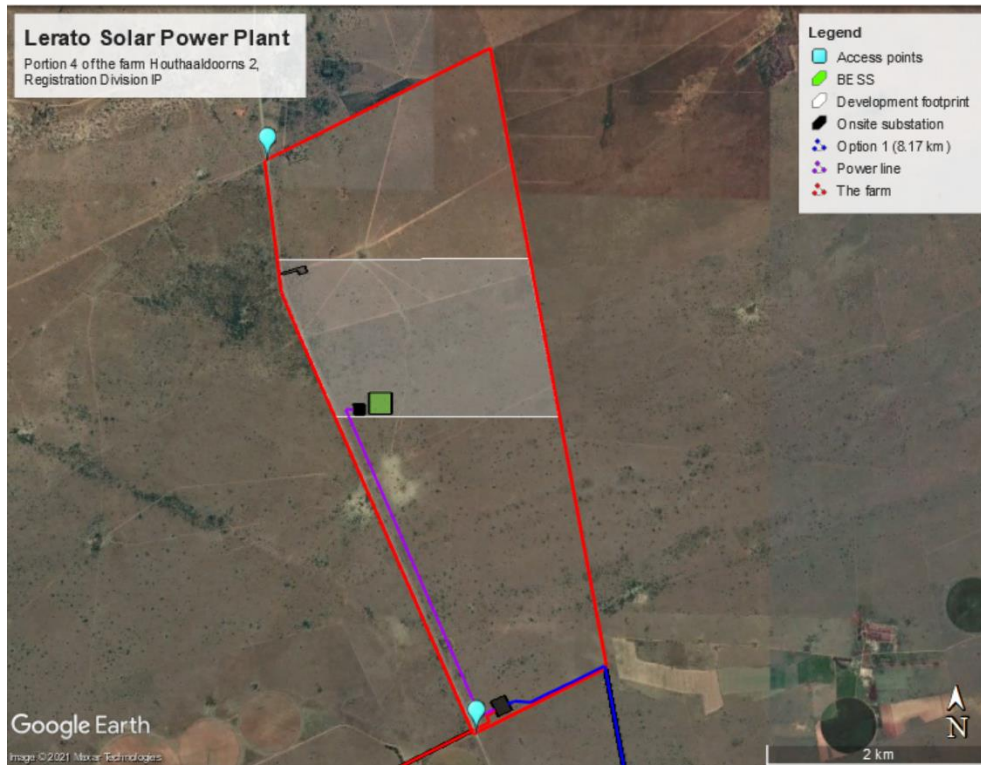 Lerato Solar Power Plant
Portion 4 of the farm Houthaaldoorns 2,
Registration Division IP
Legend
Access points
BESS
Development footprint
Onsite substation
Option 1 (8.17 km)
Power line
The farm
Google Earth
Image © 2021 Maxar Technologies
N
2 km